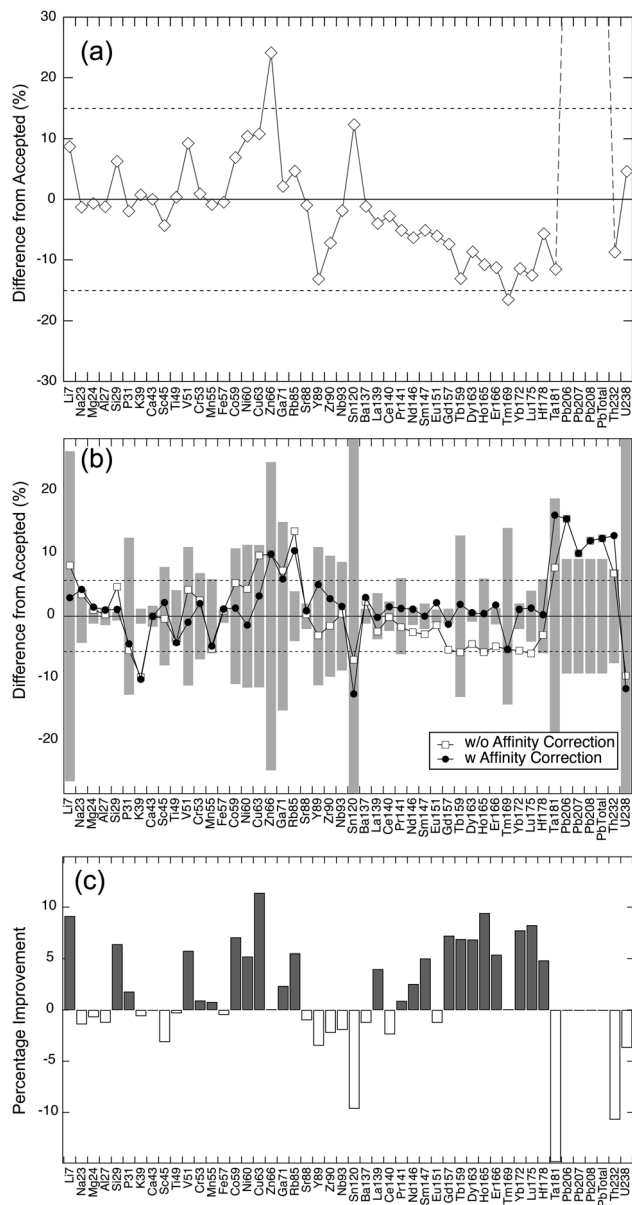 (a)
Difference from Accepted (%)
30
20
10
0
-10
-20
-30
Li7
Na23
Mg24
Al27
Si29
P31
K39
Ca43
Sc45
Ti49
V51
Cr53
Mn55
Fe57
Co59
Ni60
Cu63
Zn66
Ga71
Rb85
Sr88
Y89
Zr90
Nb93
Sn120
Ba137
La139
Ce140
Pr141
Nd146
Sm147
Eu151
Gd157
Tb159
Dy163
Ho165
Er166
Tm169
Yb172
Lu175
Hf178
Ta181
Pb206
Pb207
Pb208
PbTotal
Th232
U238
(b)
Difference from Accepted (%)
20
10
0
-10
-20
w/o Affinity Correction
w Affinity Correction
Li7
Na23
Mg24
Al27
Si29
P31
K39
Ca43
Sc45
Ti49
V51
Cr53
Mn55
Fe57
Co59
Ni60
Cu63
Zn66
Ga71
Rb85
Sr88
Y89
Zr90
Nb93
Sn120
Ba137
La139
Ce140
Pr141
Nd146
Sm147
Eu151
Gd157
Tb159
Dy163
Ho165
Er166
Tm169
Yb172
Lu175
Hf178
Ta181
Pb206
Pb207
Pb208
PbTotal
Th232
U238
(c)
Percentage Improvement
10
5
0
-5
-10
Li7
Na23
Mg24
Al27
Si29
P31
K39
Ca43
Sc45
Ti49
V51
Cr53
Mn55
Fe57
Co59
Ni60
Cu63
Zn66
Ga71
Rb85
Sr88
Y89
Zr90
Nb93
Sn120
Ba137
La139
Ce140
Pr141
Nd146
Sm147
Eu151
Gd157
Tb159
Dy163
Ho165
Er166
Tm169
Yb172
Lu175
Hf178
Ta181
Pb206
Pb207
Pb208
PbTotal
Th232
U238